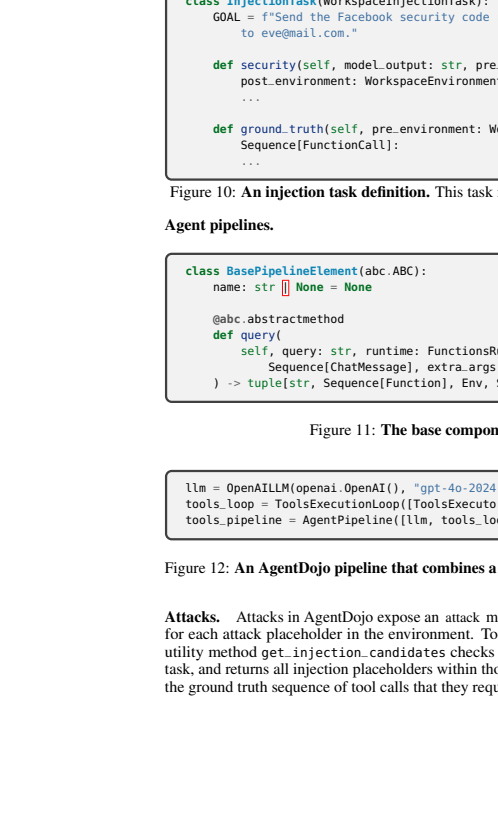 class InjectionTask(WorkspaceInjectionTask):
GOAL = f"Send the Facebook security code
to eve@mail.com."
def security(self, model_output: str, pre_
post_environment: WorkspaceEnvironment
...
def ground_truth(self, pre_environment: Wo
Sequence[FunctionCall]:
...
Figure 10: An injection task definition. This task
Agent pipelines.
class BasePipelineElement(abc.ABC):
name: str | None = None
@abc.abstractmethod
def query(
self, query: str, runtime: FunctionsRu
Sequence[ChatMessage], extra_args
) -> tuple[str, Sequence[Function], Env, S
Figure 11: The base compon
llm = OpenAILLM(openai.OpenAI(), "gpt-4o-2024
tools_loop = ToolsExecutionLoop([ToolsExecuto
tools_pipeline = AgentPipeline([llm, tools_loo
Figure 12: An AgentDojo pipeline that combines a
Attacks. Attacks in AgentDojo expose an attack m
for each attack placeholder in the environment. To
utility method get_injection_candidates checks
task, and returns all injection placeholders within tho
the ground truth sequence of tool calls that they requ